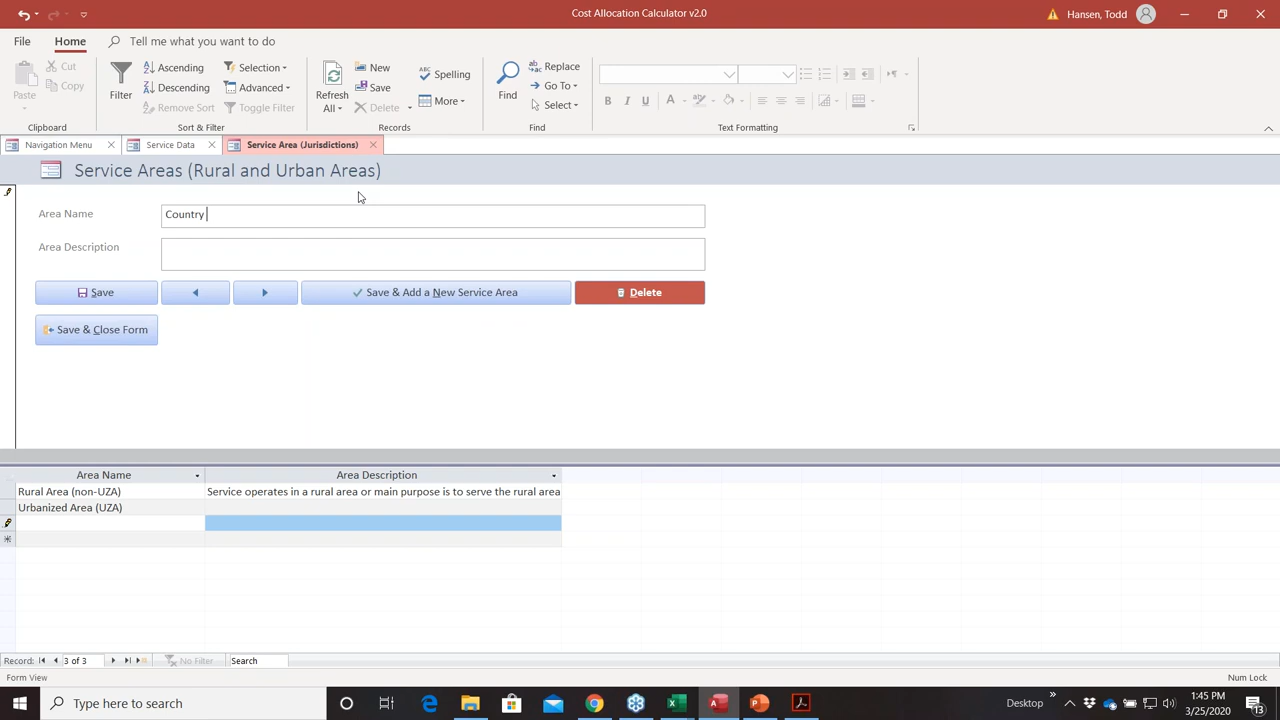 Cost Allocation Calculator v2.0
Hansen, Todd
File Home Tell me what you want to do
Paste
Cut
Copy
Clipboard
Filter
Ascending
Descending
Remove Sort
Selection
Advanced
Toggle Filter
Sort & Filter
Refresh All
New
Save
Delete
Spelling
More
Records
Find
Replace
Go To
Select
Find
B I U A
Text Formatting
Navigation Menu
Service Data
Service Area (Jurisdictions)
Service Areas (Rural and Urban Areas)
Area Name Country
Area Description
Save
Save & Add a New Service Area
Delete
Save & Close Form
Area Name Area Description
Rural Area (non-UZA) Service operates in a rural area or main purpose is to serve the rural area
Urbanized Area (UZA)
Record: 3 of 3 No Filter Search
Form View Num Lock
Type here to search
Desktop
1:45 PM
3/25/2020
13